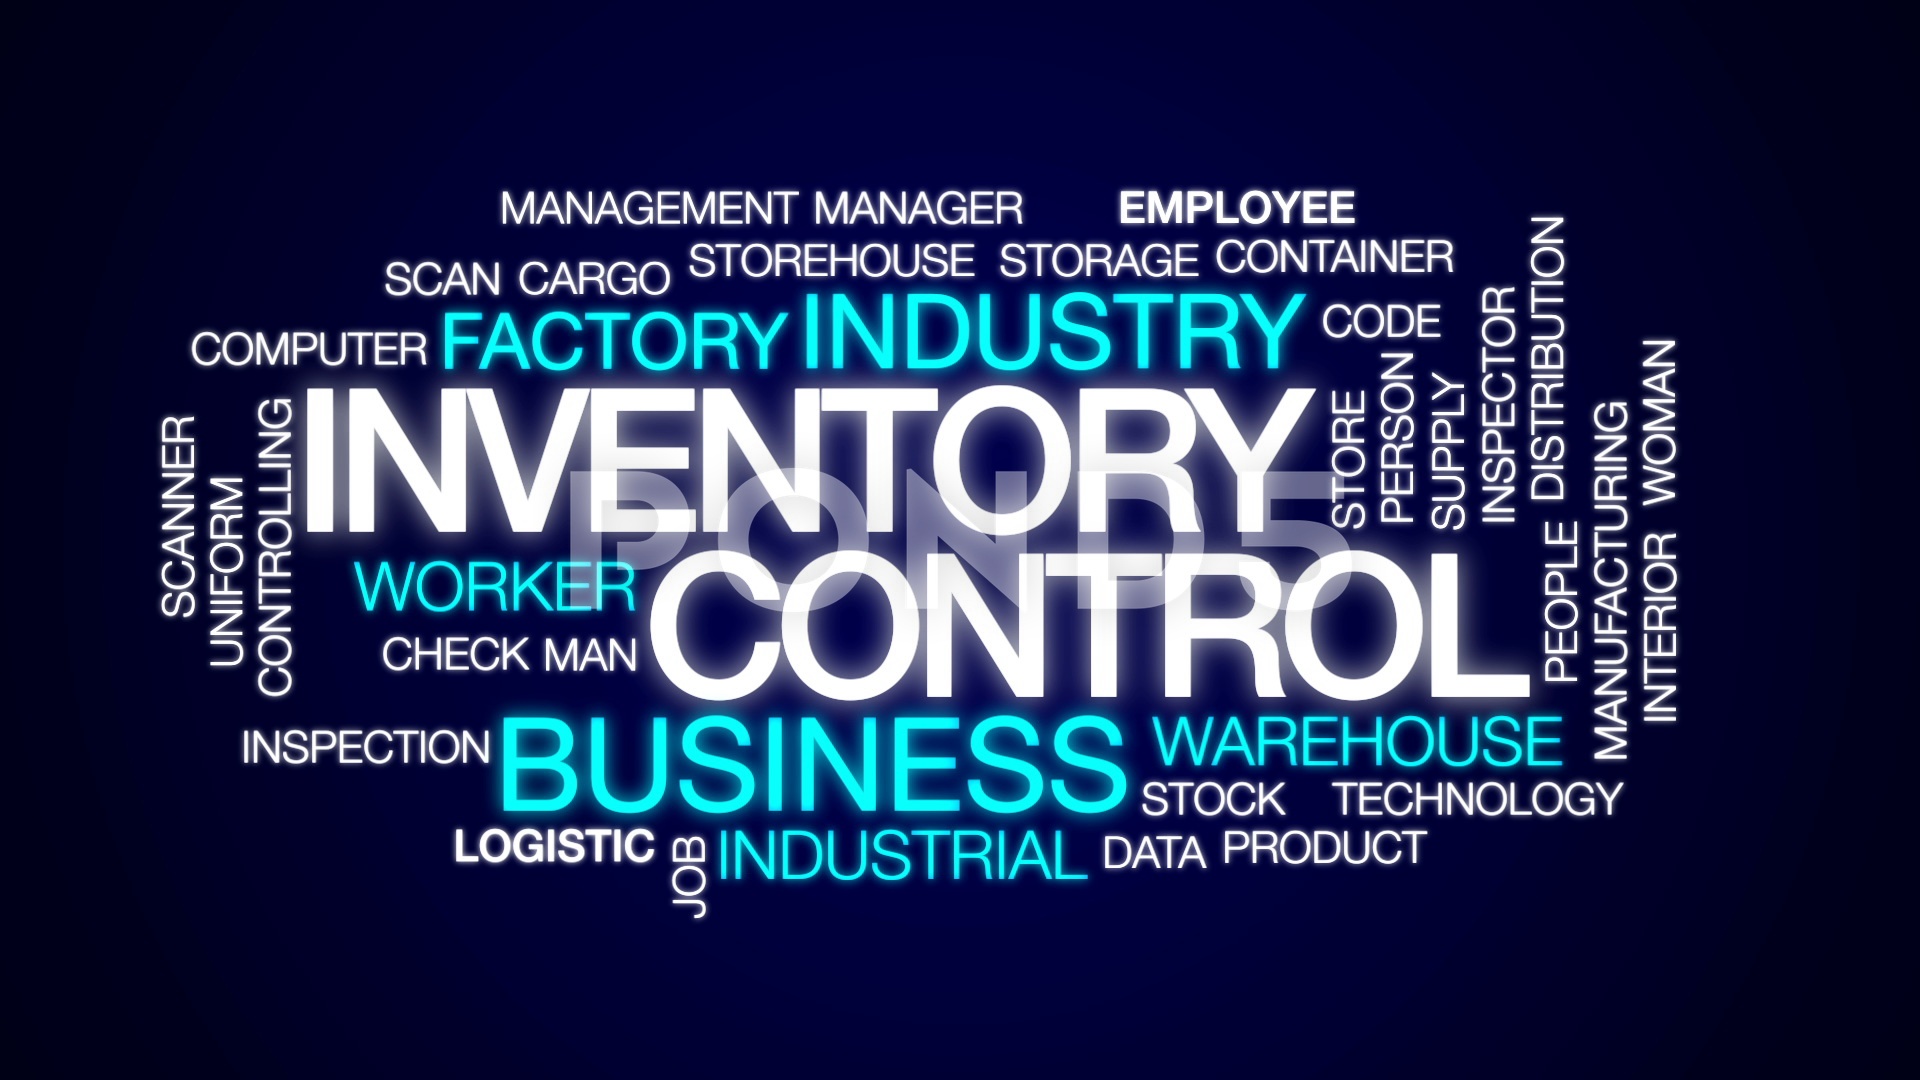 MANAGEMENT MANAGER EMPLOYEE
SCAN CARGO STOREHOUSE STORAGE CONTAINER
COMPUTER FACTORY INDUSTRY CODE
INVENTORY
CONTROL
SCANNER
UNIFORM
CONTROLLING
STORE
PERSON
SUPPLY
INSPECTOR
DISTRIBUTION
PEOPLE
MANUFACTURING
INTERIOR WOMAN
POND5
WORKER
CHECK MAN
INSPECTION BUSINESS WAREHOUSE
STOCK TECHNOLOGY
LOGISTIC JOB INDUSTRIAL DATA PRODUCT